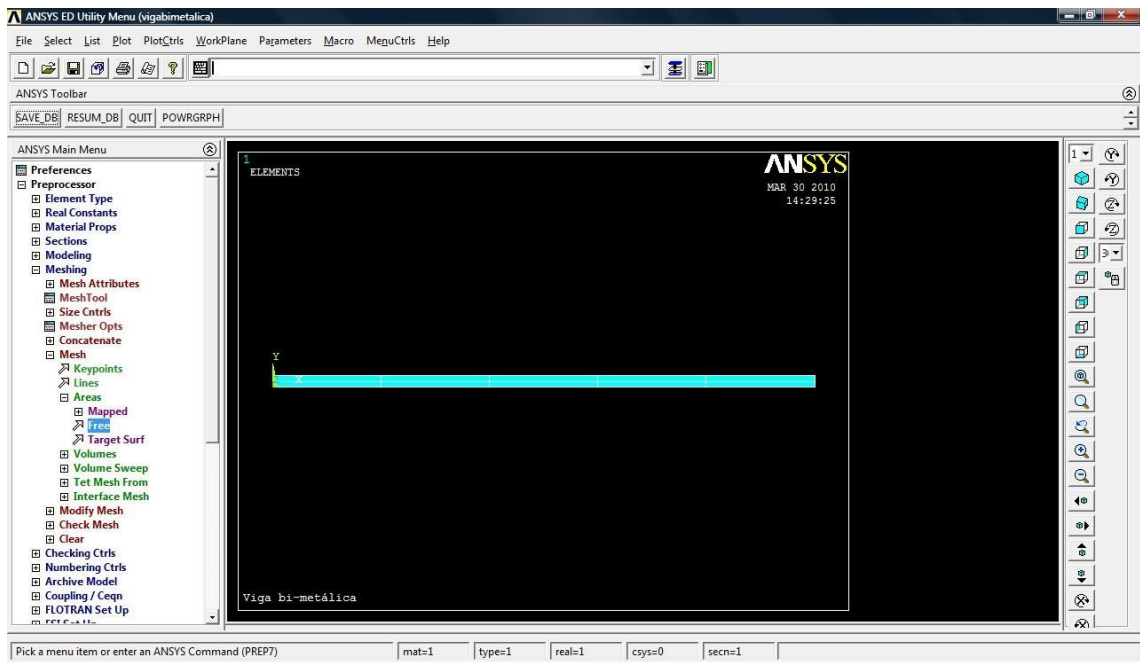 ANSYS ED Utility Menu (vigabimetalica)
File Select List Plot PlotCtrls WorkPlane Parameters Macro MenuCtrls Help
ANSYS Toolbar
SAVE_DB RESUM_DB QUIT POWRGRPH
ANSYS Main Menu
Preferences
Preprocessor
Element Type
Real Constants
Material Props
Sections
Modeling
Meshing
Mesh Attributes
MeshTool
Size Cntrls
Mesher Opts
Concatenate
Mesh
Keypoints
Lines
Areas
Mapped
Free
Target Surf
Volumes
Volume Sweep
Tet Mesh From
Interface Mesh
Modify Mesh
Check Mesh
Clear
Checking Ctrls
Numbering Ctrls
Archive Model
Coupling / Ceqn
FLOTRAN Set Up
1
ELEMENTS
ANSYS
MAR 30 2010
14:29:25
Y
X
Viga bi-metálica
1
3
Pick a menu item or enter an ANSYS Command (PREP7) mat=1 type=1 real=1 csys=0 secn=1